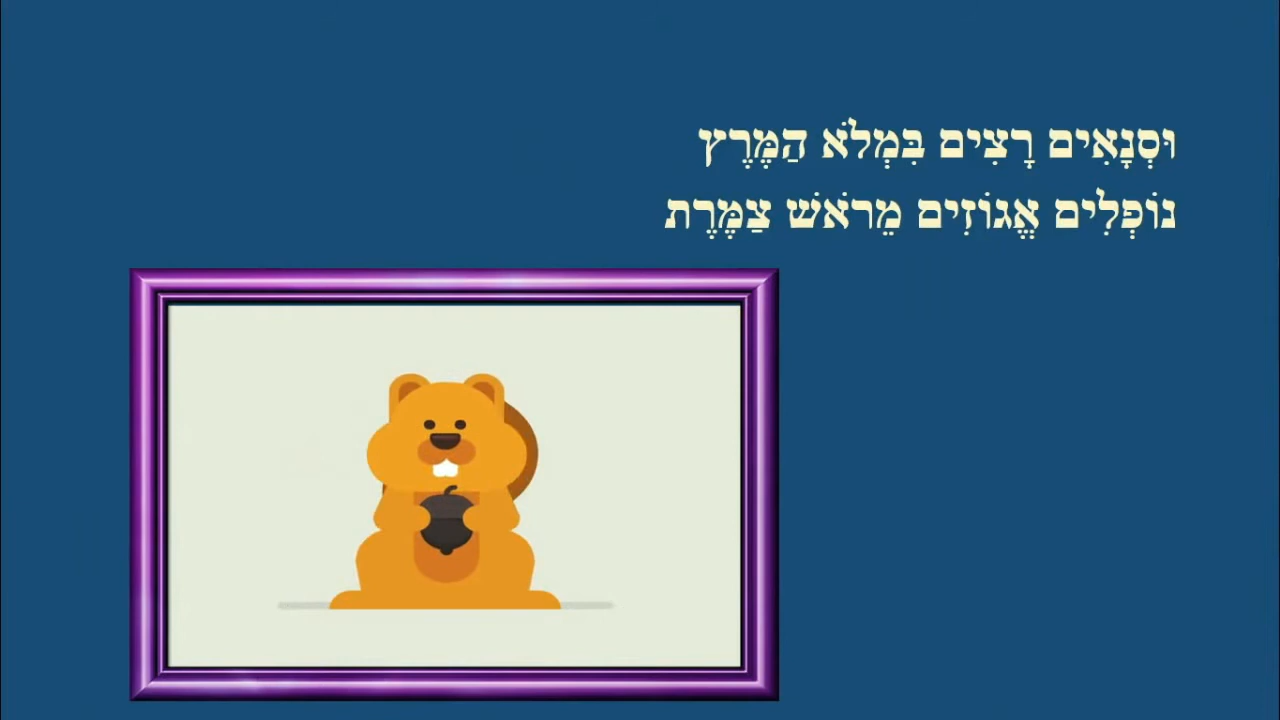 וּסְנָאִים רָצִים בִּמְלֹא הַמֶּרֶץ
נוֹפְלִים אֱגוֹזִים מֵרֹאשׁ צַמֶּרֶת